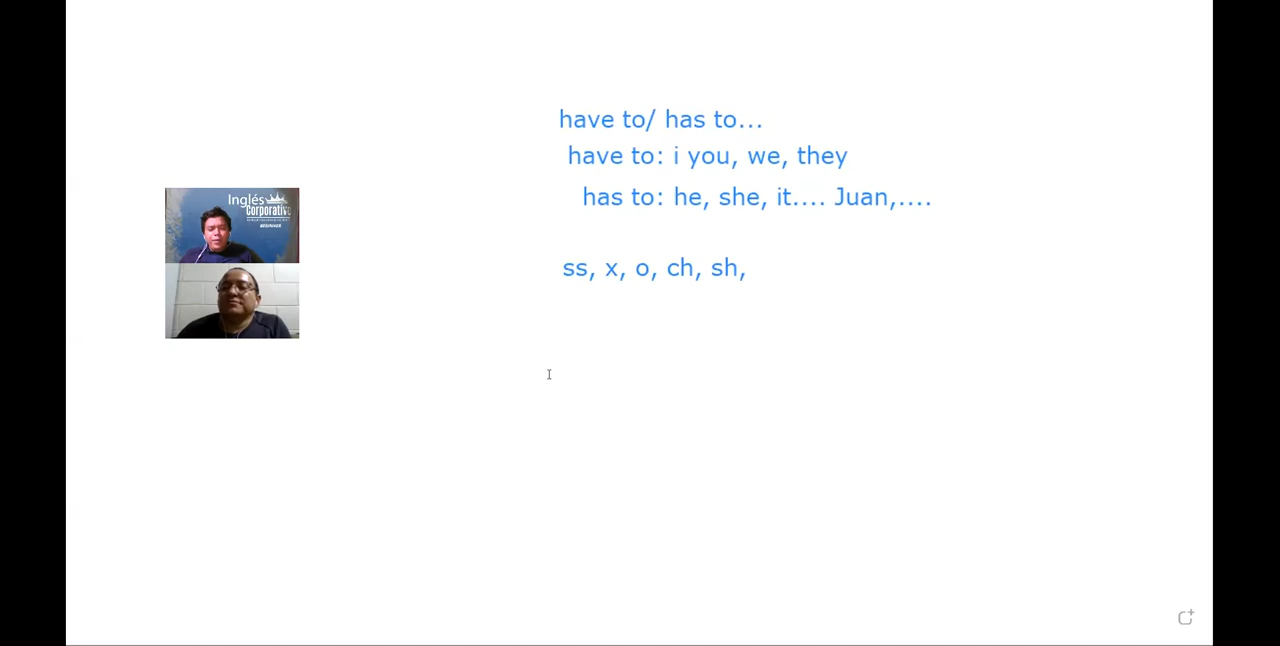 have to/ has to...
have to: i you, we, they
has to: he, she, it.... Juan,....
Inglés
Corporativo
BEGINNER
ss, x, o, ch, sh,